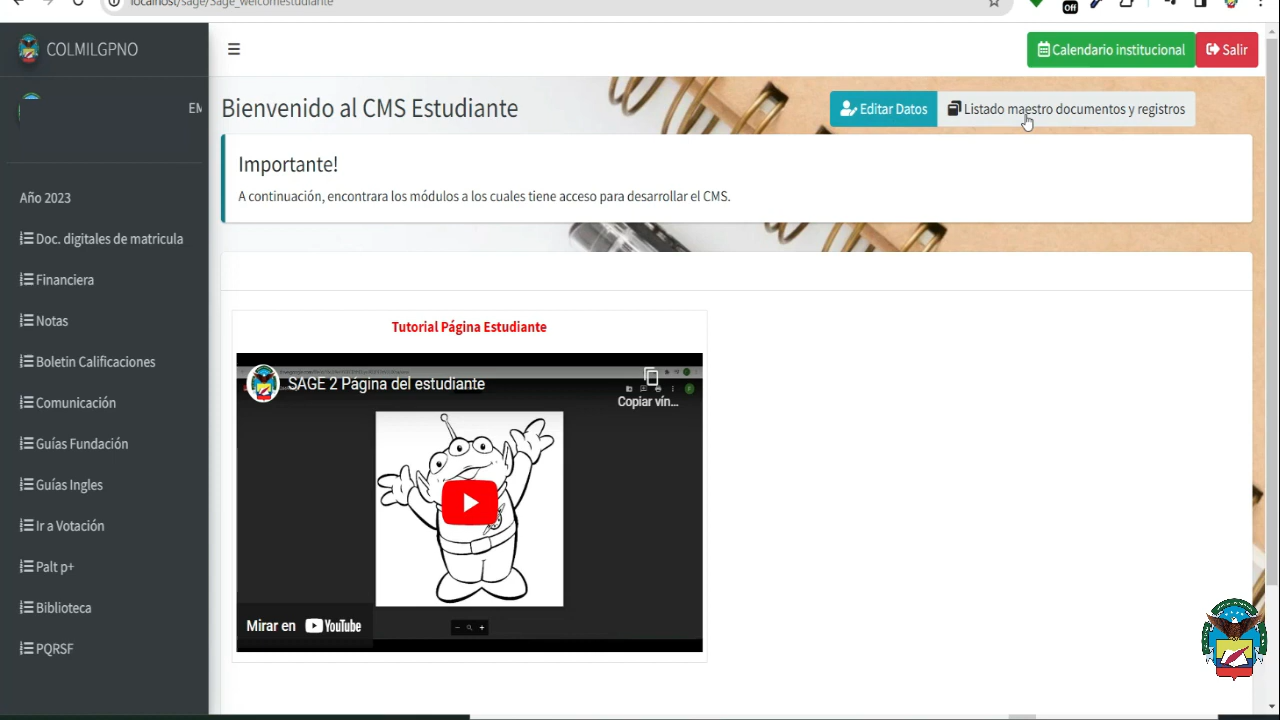 localhost/sage/Sage_welcomestudiante
Off
COLMILGPNO
Calendario institucional
Salir
EM
Bienvenido al CMS Estudiante
Editar Datos
Listado maestro documentos y registros
Importante!
A continuación, encontrara los módulos a los cuales tiene acceso para desarrollar el CMS.
Año 2023
Doc. digitales de matricula
Financiera
Notas
Boletin Calificaciones
Comunicación
Guías Fundación
Guías Ingles
Ir a Votación
Palt p+
Biblioteca
PQRSF
Tutorial Página Estudiante
SAGE 2 Página del estudiante
Copiar vín...
Mirar en YouTube